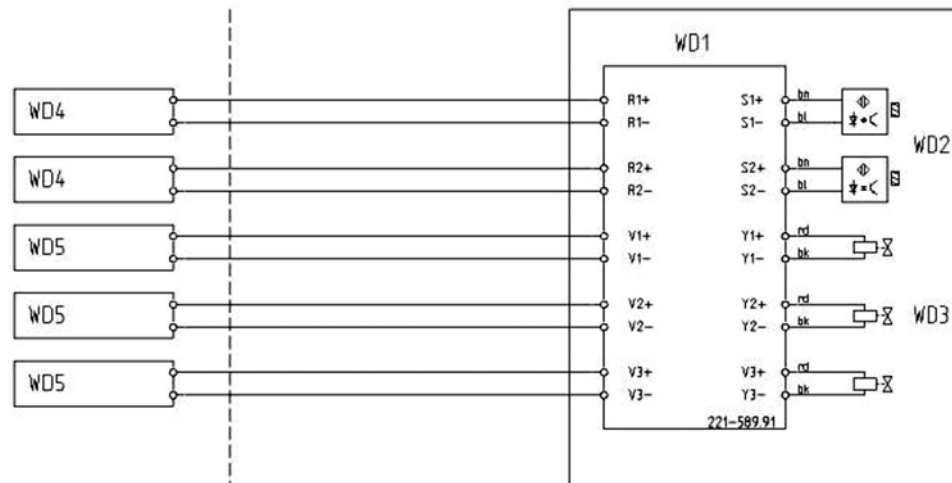 WD1
WD4
R1+
S1+
bn
R1-
S1-
bl
WD2
WD4
R2+
S2+
bn
R2-
S2-
bl
WD5
V1+
Y1+
rd
V1-
Y1-
bk
WD5
V2+
Y2+
rd
V2-
Y2-
bk
WD3
WD5
V3+
V3+
rd
V3-
Y3-
bk
221-589.91